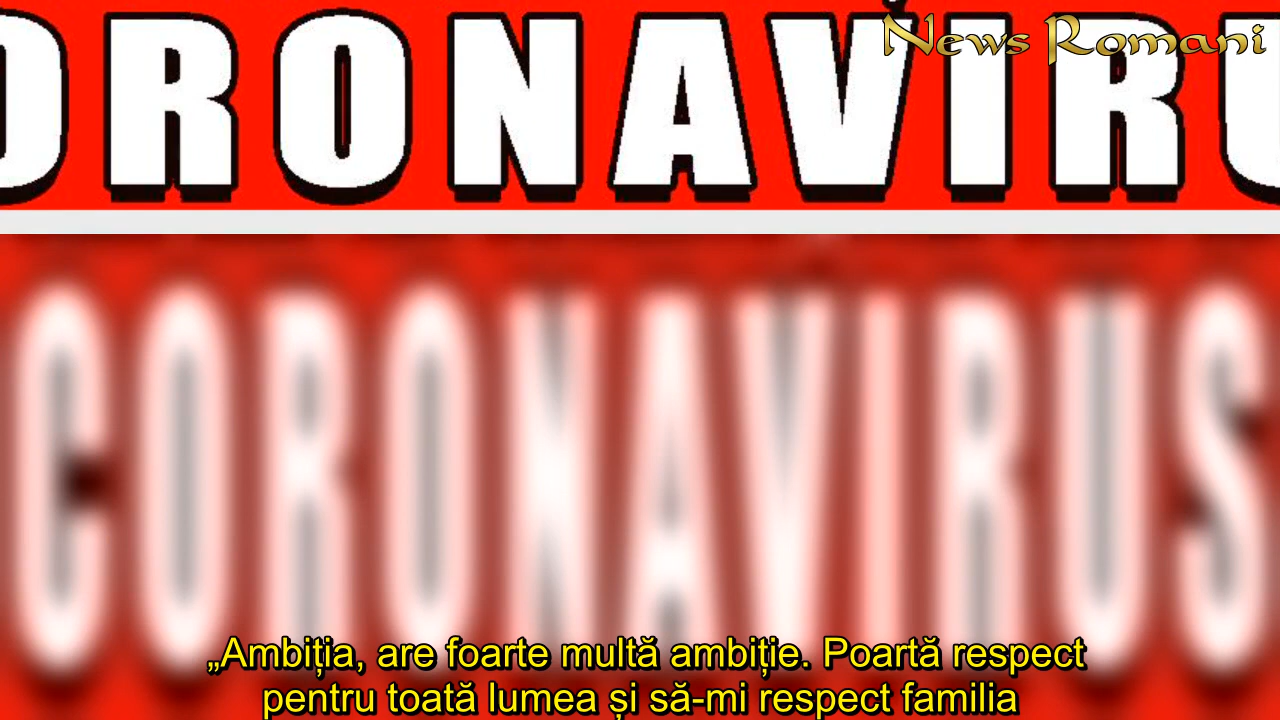 ORONAVIRU
News Romani
CORONAVIRUS
„Ambiția, are foarte multă ambiție. Poartă respect
pentru toată lumea și să-mi respect familia